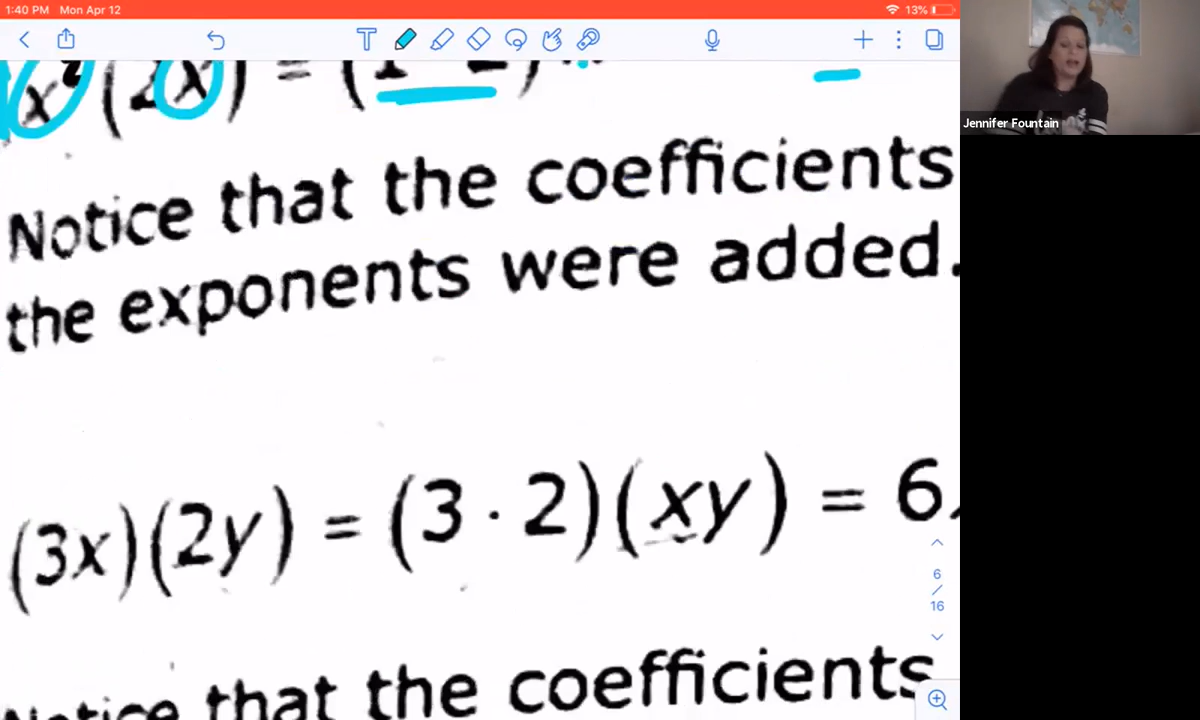 1:40 PM Mon Apr 12
13%
Jennifer Fountain
Notice that the coefficients
the exponents were added.
(3x)(2y) = (3 · 2)(xy) = 6
6
/
16
that the coefficients